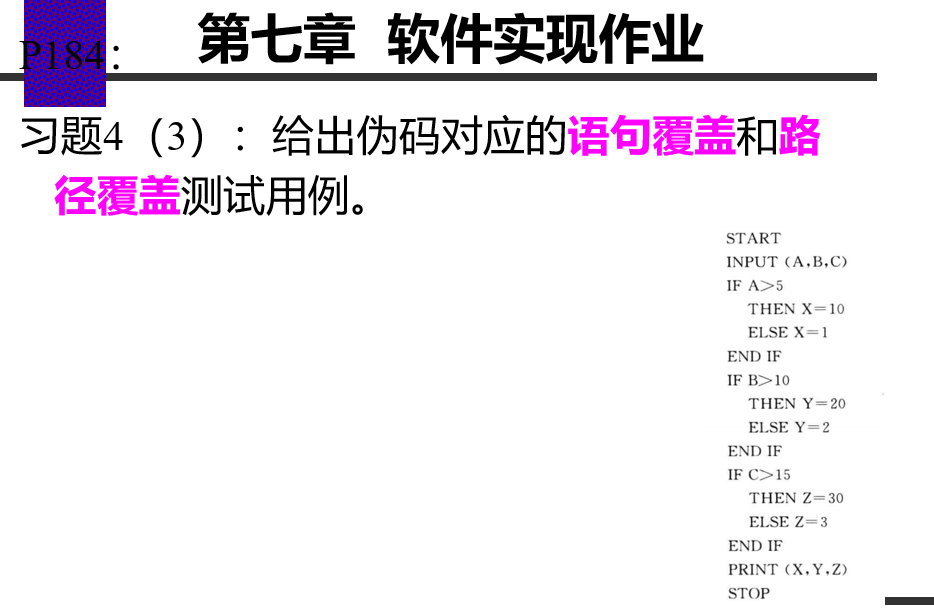 第七章 软件实现作业
P184：
习题4（3）：给出伪码对应的语句覆盖和路
径覆盖测试用例。
START
INPUT (A,B,C)
IF A>5
THEN X=10
ELSE X=1
END IF
IF B>10
THEN Y=20
ELSE Y=2
END IF
IF C>15
THEN Z=30
ELSE Z=3
END IF
PRINT (X,Y,Z)
STOP